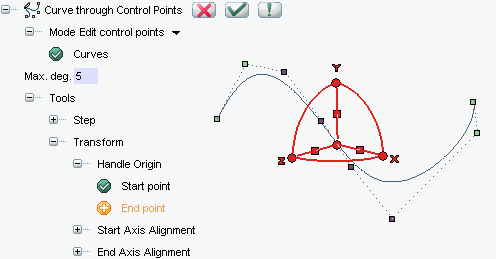 Curve through Control Points
Mode Edit control points
Curves
Max. deg. 5
Tools
Step
Transform
Handle Origin
Start point
End point
Start Axis Alignment
End Axis Alignment
Y
Z
X